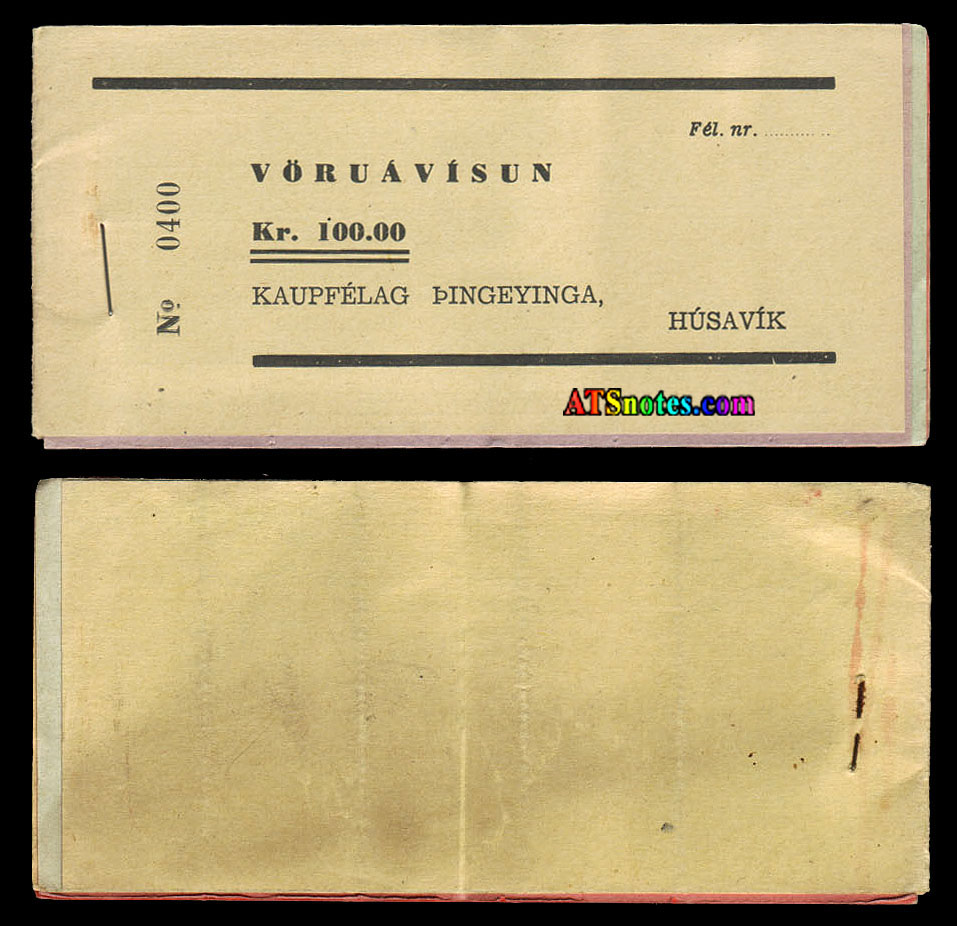 Fél. nr. ............
VÖRUÁVÍSUN
Kr. 100.00
KAUPFÉLAG ÞINGEYINGA,
HÚSAVÍK
No 0400
ATSnotes.com